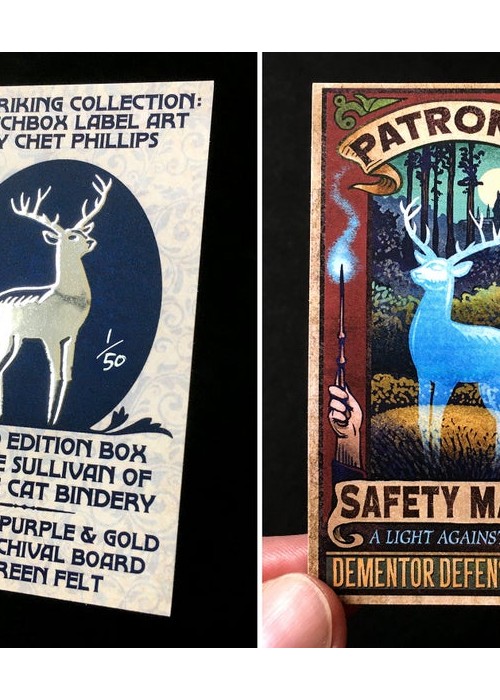 RIKING COLLECTION:
CHBOX LABEL ART
Y CHET PHILLIPS
1/50
EDITION BOX
E SULLIVAN OF
CAT BINDERY
PURPLE & GOLD
CHIVAL BOARD
REEN FELT
PATRON
SAFETY MA
A LIGHT AGAINST
DEMENTOR DEFEN